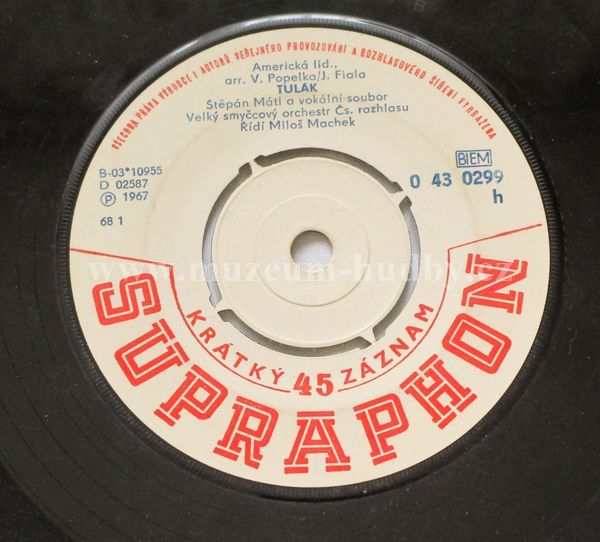 VŠECHNA PRÁVA VÝROBCE I AUTORŮ, VEŘEJNÉHO PROVOZOVÁNÍ A ROZHLASOVÉHO ŠÍŘENÍ VYHRAŽENA
Americká lid.,
arr. V. Popelka/J. Fiala
TULÁK
Štěpán Mátl a vokální soubor
Velký smyčcový orchestr Čs. rozhlasu
Řídí Miloš Machek
B-03*10955
D 02587
Ⓟ 1967
68 1
BIEM
0 43 0299
h
www.muzeum-hudby.cz
KRÁTKÝ 45 ZÁZNAM
SUPRAPHON